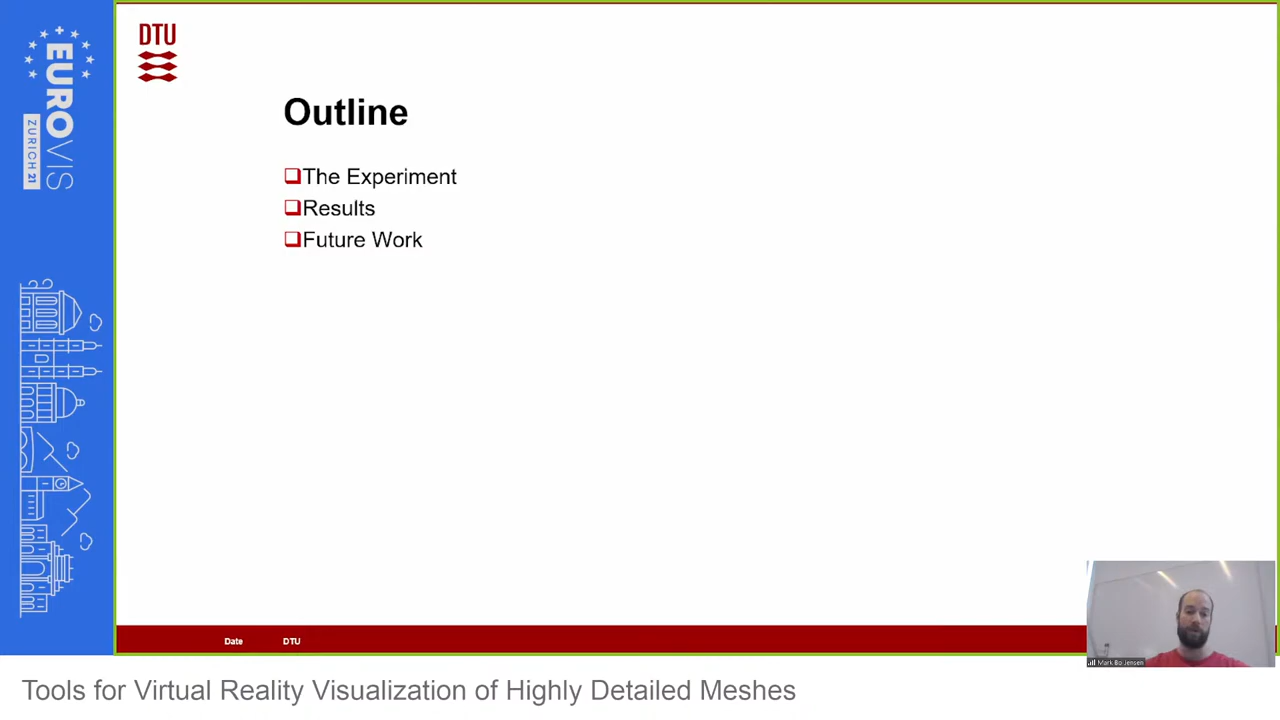 EUROVIS
ZURICH 21
DTU
Outline
The Experiment
Results
Future Work
Date
DTU
Mark Bo Jensen
Tools for Virtual Reality Visualization of Highly Detailed Meshes